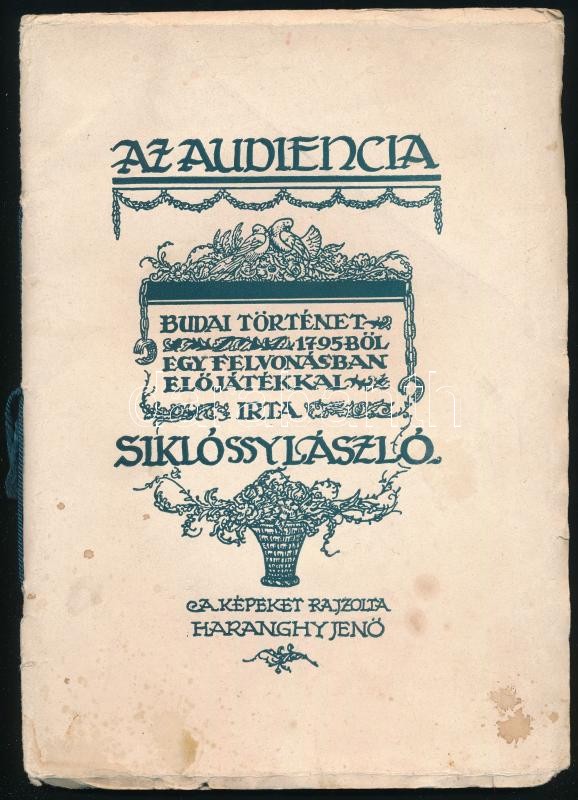 AZ AUDIENCIA
BUDAI TÖRTÉNET
1795-BŐL
EGY FELVONÁSBAN
ELŐJÁTÉKKAL
IRTA
SIKLÓSSY LÁSZLÓ
A KÉPEKET RAJZOLTA
HARANGHY JENŐ